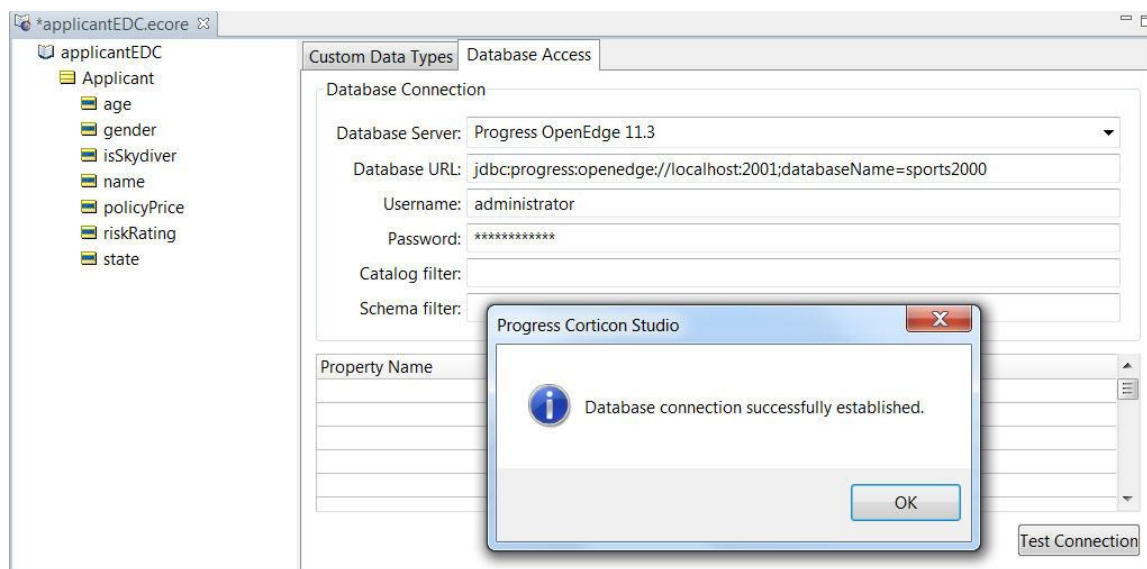 *applicantEDC.ecore
applicantEDC
Applicant
age
gender
isSkydiver
name
policyPrice
riskRating
state
Custom Data Types
Database Access
Database Connection
Database Server: Progress OpenEdge 11.3
Database URL: jdbc:progress:openedge://localhost:2001;databaseName=sports2000
Username: administrator
Password: ************
Catalog filter:
Schema filter:
Progress Corticon Studio
Property Name
Database connection successfully established.
OK
Test Connection